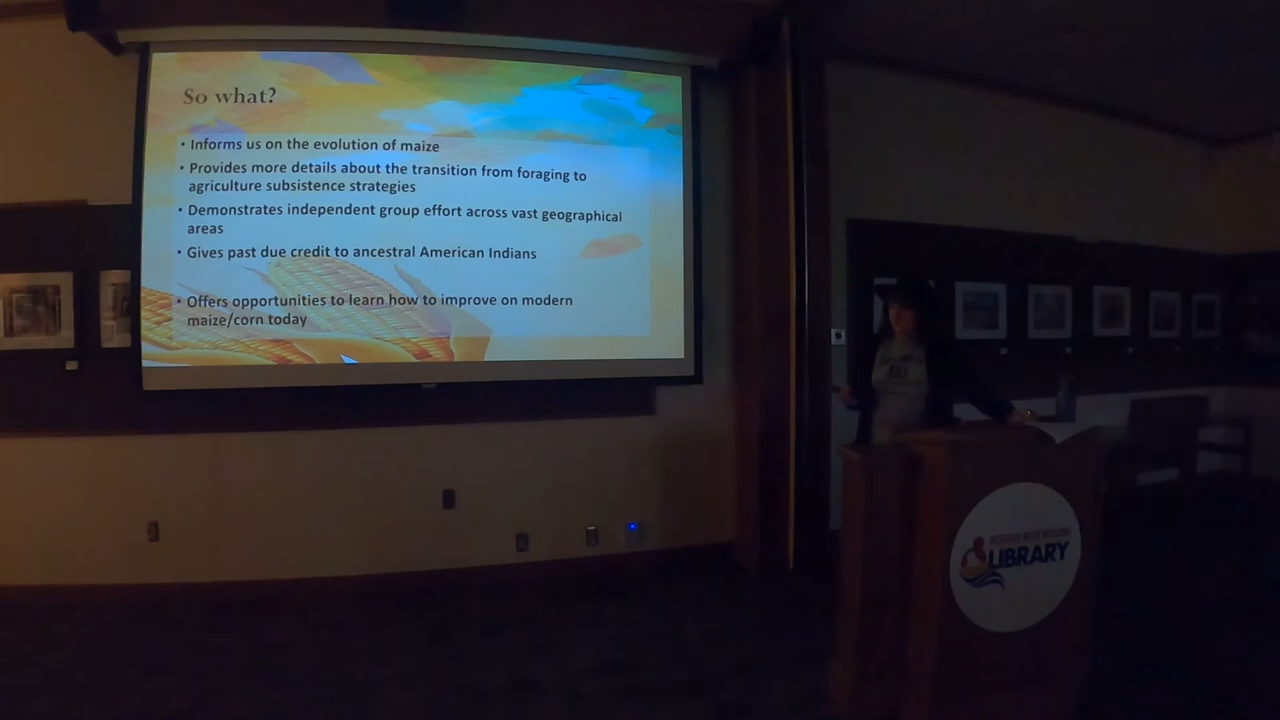 So what?
• Informs us on the evolution of maize
• Provides more details about the transition from foraging to
agriculture subsistence strategies
• Demonstrates independent group effort across vast geographical
areas
• Gives past due credit to ancestral American Indians
• Offers opportunities to learn how to improve on modern
maize/corn today
LIBRARY